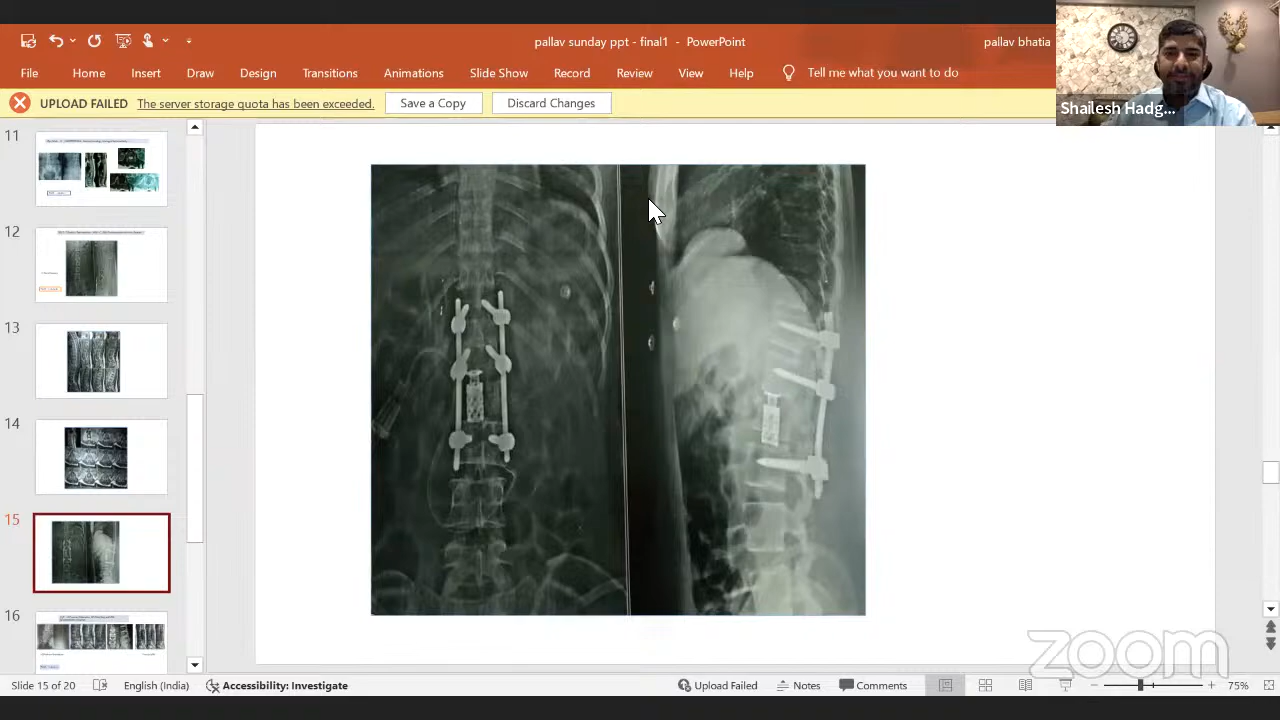 pallav sunday ppt - final1 - PowerPoint
pallav bhatia
File Home Insert Draw Design Transitions Animations Slide Show Record Review View Help Tell me what you want to do
UPLOAD FAILED The server storage quota has been exceeded. Save a Copy Discard Changes
Shailesh Hadg...
11
12
13
14
15
16
zoom
Slide 15 of 20 English (India) Accessibility: Investigate Upload Failed Notes Comments 75%